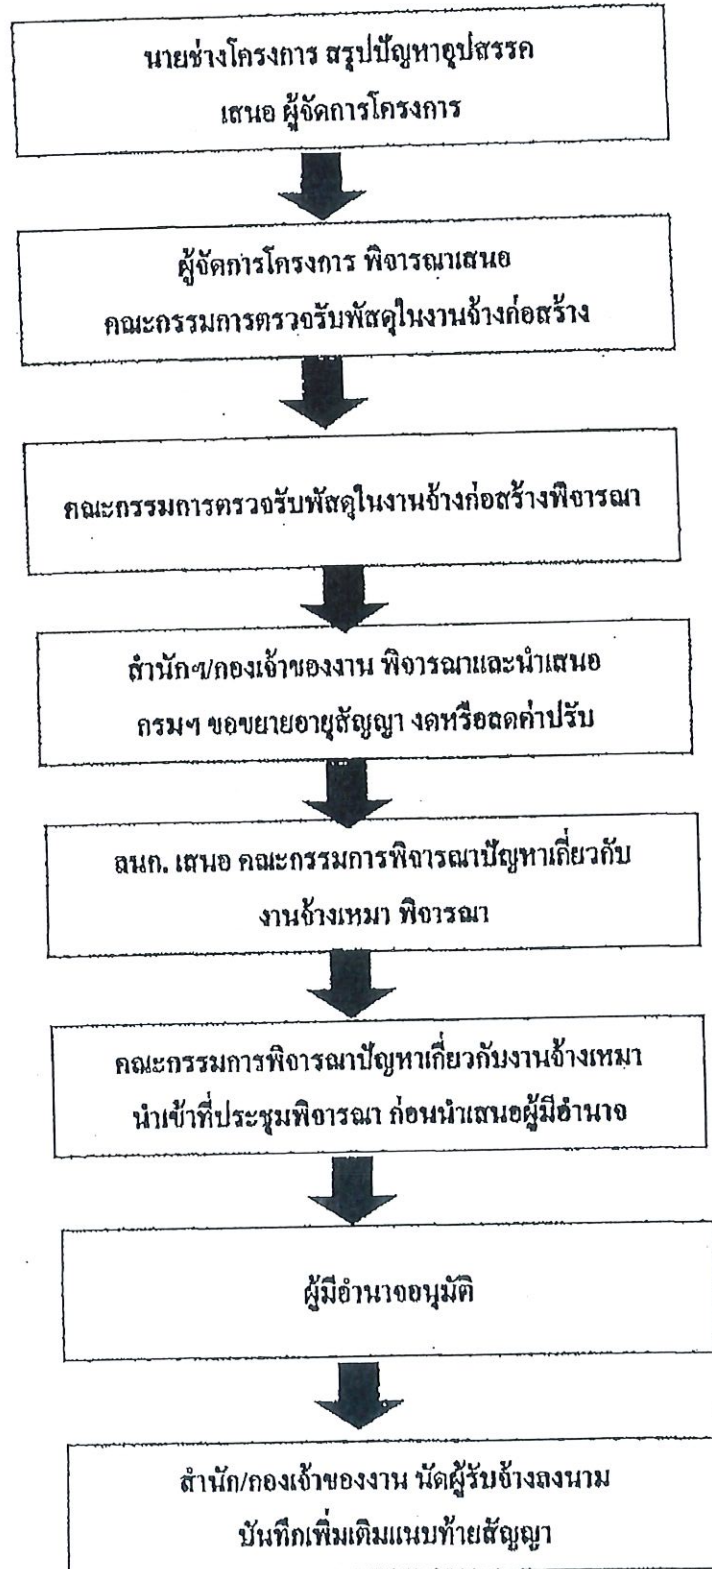 นายช่างโครงการ สรุปปัญหาอุปสรรค
เสนอ ผู้จัดการโครงการ
ผู้จัดการโครงการ พิจารณาเสนอ
คณะกรรมการตรวจรับพัสดุในงานจ้างก่อสร้าง
คณะกรรมการตรวจรับพัสดุในงานจ้างก่อสร้างพิจารณา
สำนักฯ/กองเจ้าของงาน พิจารณาและนำเสนอ
กรมฯ ขอขยายอายุสัญญา งดหรือลดค่าปรับ
ลนก. เสนอ คณะกรรมการพิจารณาปัญหาเกี่ยวกับ
งานจ้างเหมา พิจารณา
คณะกรรมการพิจารณาปัญหาเกี่ยวกับงานจ้างเหมา
นำเข้าที่ประชุมพิจารณา ก่อนนำเสนอผู้มีอำนาจ
ผู้มีอำนาจอนุมัติ
สำนัก/กองเจ้าของงาน นัดผู้รับจ้างลงนาม
บันทึกเพิ่มเติมแนบท้ายสัญญา